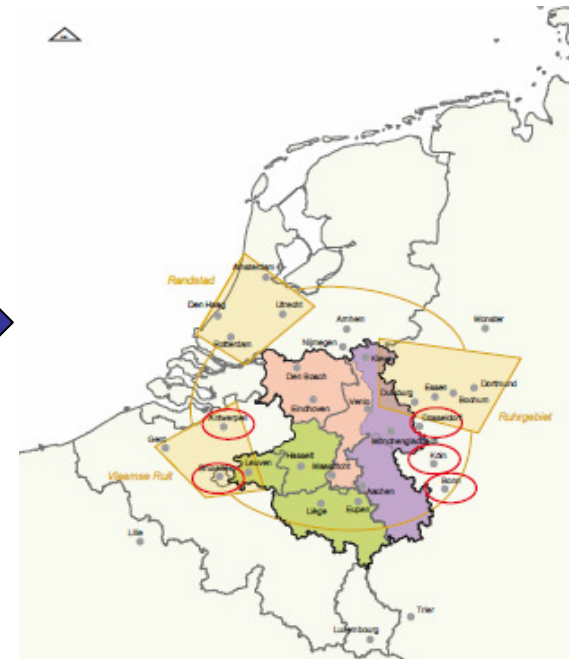 Amsterdam
Randstad
Den Haag
Utrecht
Arnhem
Münster
Rotterdam
Nijmegen
Kleve
Den Bosch
Duisburg
Essen
Dortmund
Bochum
Eindhoven
Venlo
Antwerpen
Düsseldorf
Ruhrgebiet
Mönchengladbach
Gent
Hasselt
Köln
Leuven
Maastricht
Vlaamse Ruit
Brussel
Bonn
Aachen
Liège
Eupen
Lille
Trier
Luxembourg